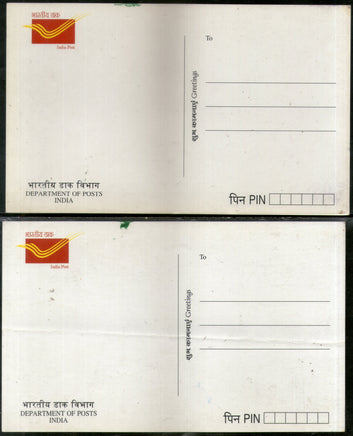 भारतीय डाक
India Post
To
शुभ कामनाएँ Greetings
भारतीय डाक विभाग
DEPARTMENT OF POSTS
INDIA
पिन PIN
भारतीय डाक
India Post
To
शुभ कामनाएँ Greetings
भारतीय डाक विभाग
DEPARTMENT OF POSTS
INDIA
पिन PIN